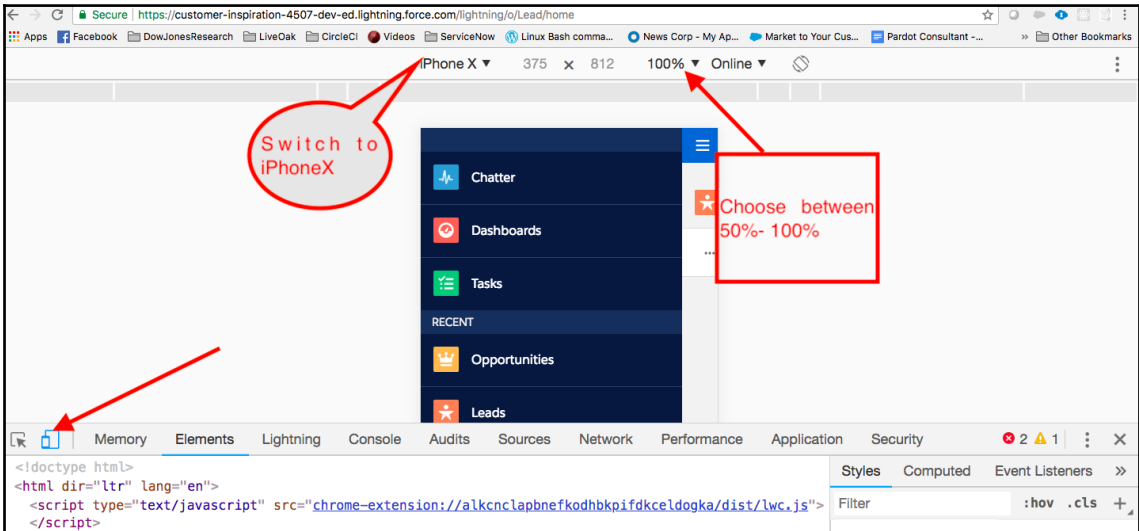 Secure | https://customer-inspiration-4507-dev-ed.lightning.force.com/lightning/o/Lead/home
Apps Facebook DowJonesResearch LiveOak CircleCI Videos ServiceNow Linux Bash comma... News Corp - My Ap... Market to Your Cus... Pardot Consultant -... » Other Bookmarks
iPhone X ▼ 375 × 812 100% ▼ Online ▼
Switch to
iPhoneX
Chatter
Choose between
50%- 100%
Dashboards
Tasks
RECENT
Opportunities
Leads
Memory Elements Lightning Console Audits Sources Network Performance Application Security 2 1
<!doctype html>
<html dir="ltr" lang="en">
<script type="text/javascript" src="chrome-extension://alkcnclapbnefkodhbkpifdkceldogka/dist/lwc.js">
</script>
Styles Computed Event Listeners »
Filter :hov .cls +